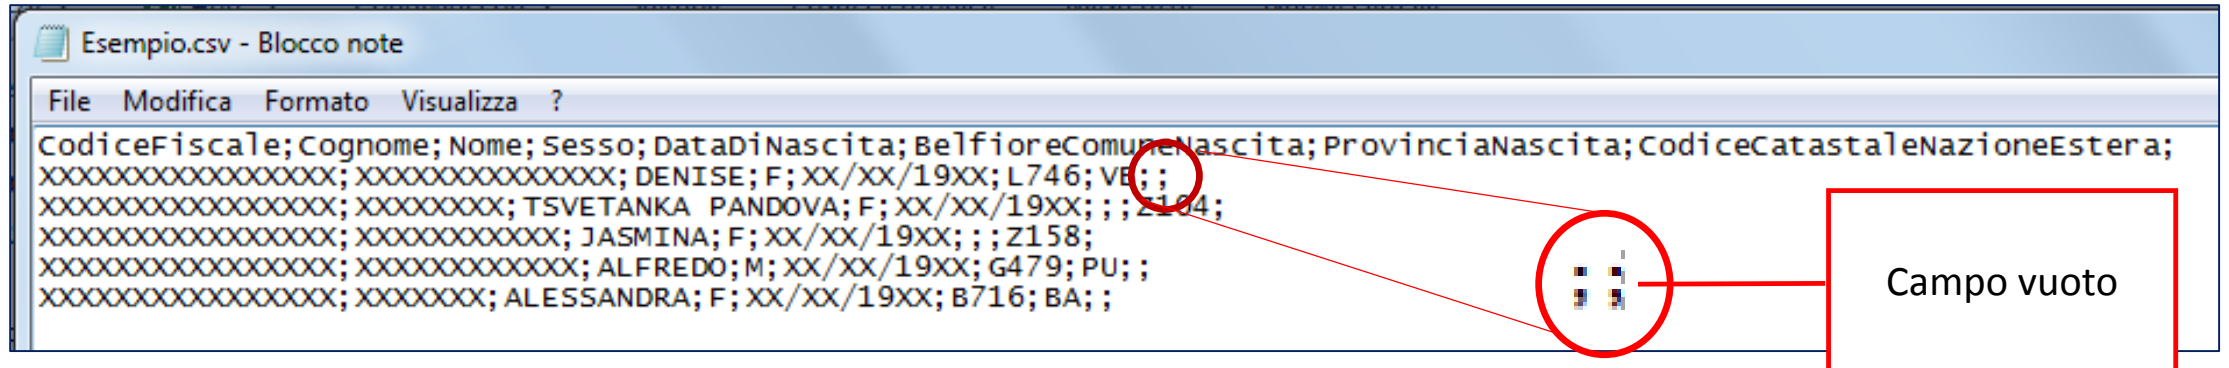 Esempio.csv - Blocco note
File Modifica Formato Visualizza ?
CodiceFiscale;Cognome;Nome;Sesso;DataDiNascita;BelfioreComuneNascita;ProvinciaNascita;CodiceCatastaleNazioneEstera;
XXXXXXXXXXXXXXXX;XXXXXXXXXXXXXX;DENISE;F;XX/XX/19XX;L746;VB;;
XXXXXXXXXXXXXXXX;XXXXXXXX;TSVETANKA PANDOVA;F;XX/XX/19XX;;;Z104;
XXXXXXXXXXXXXXXX;XXXXXXXXXXX;JASMINA;F;XX/XX/19XX;;;Z158;
XXXXXXXXXXXXXXXX;XXXXXXXXXXXX;ALFREDO;M;XX/XX/19XX;G479;PU;;
XXXXXXXXXXXXXXXX;XXXXXXX;ALESSANDRA;F;XX/XX/19XX;B716;BA;;
;;
Campo vuoto